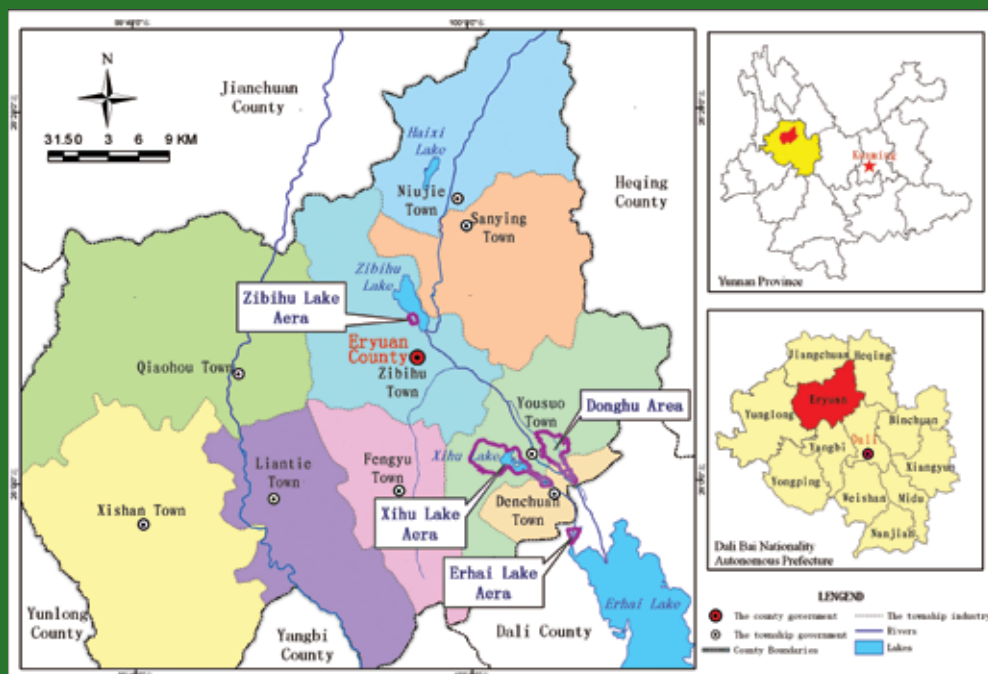 N
31.50 3 6 9 KM
Jianchuan
County
Haixi
Lake
Niujie
Town
Sanying
Town
Heqing
County
Zibihu
Lake
Zibihu Lake
Aera
Eryuan
County
Zibihu
Town
Qiaohou Town
Yousuo
Town
Donghu Area
Xihu Lake
Liantie
Town
Fengyu
Town
Xishan Town
Denchuan
Town
Xihu Lake
Aera
Erhai Lake
Aera
Erhai Lake
Yunlong
County
Yangbi
County
Dali County
Kunming
Yunnan Province
Jiangchuan
Heqing
Eryuan
Yunglong
Binchuan
Dali
Yangbi
Xiangyun
Yongping
Weishan
Midu
Nanjian
Dali Bai Nationality
Autonomous Prefecture
LENGEND
The county government
The township government
County Boundaries
The township industry
Rivers
Lakes